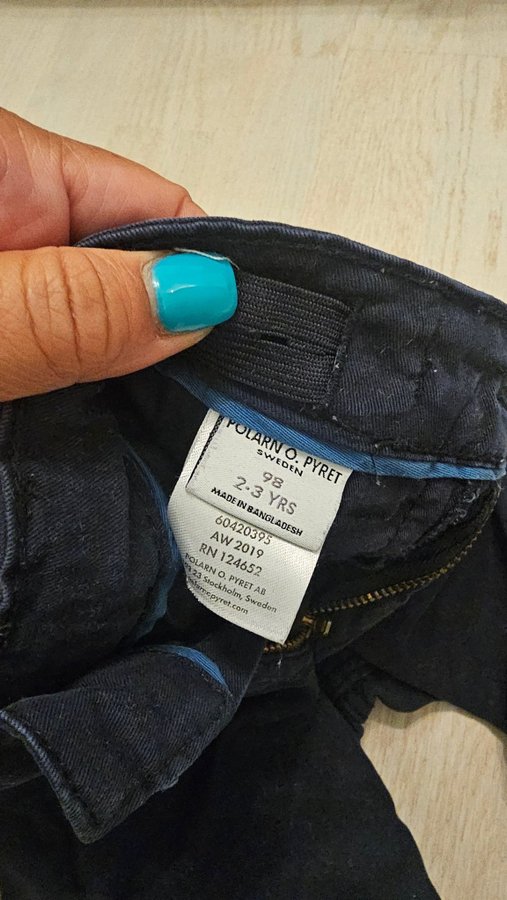 POLARN O. PYRET
SWEDEN
98
2-3 YRS
MADE IN BANGLADESH
60420395
AW 2019
RN 124652
POLARN O. PYRET AB
23 Stockholm, Sweden